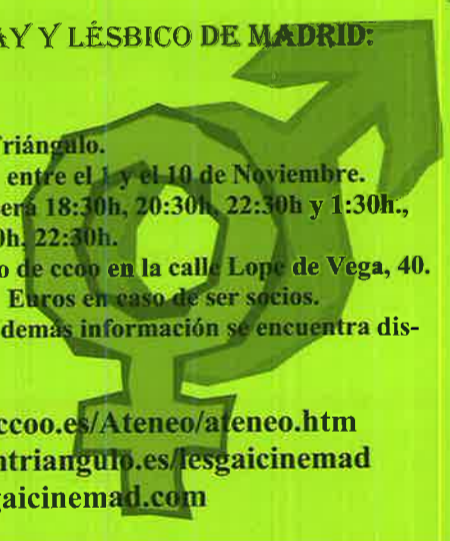 AY Y LÉSBICO DE MADRID:
Triángulo.
entre el 1 y el 10 de Noviembre.
erá 18:30h, 20:30h, 22:30h y 1:30h.,
0h, 22:30h.
o de ccoo en la calle Lope de Vega, 40.
Euros en caso de ser socios.
demás información se encuentra dis-
ccoo.es/Ateneo/ateneo.htm
ntriangulo.es/lesgaicinemad
gaicinemad.com